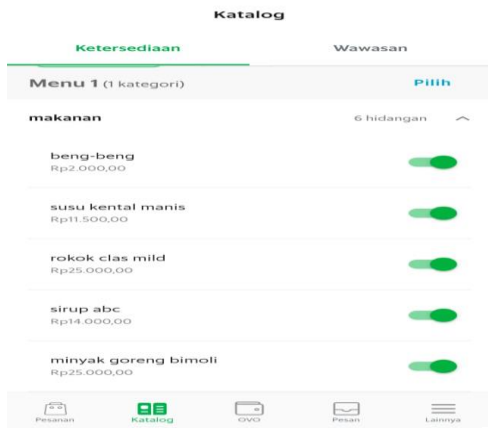 Katalog
Ketersediaan Wawasan
Menu 1 (1 kategori) Pilih
makanan 6 hidangan
beng-beng
Rp2.000,00
susu kental manis
Rp11.500,00
rokok clas mild
Rp25.000,00
sirup abc
Rp14.000,00
minyak goreng bimoli
Rp25.000,00
Pesanan Katalog OVO Pesan Lainnya